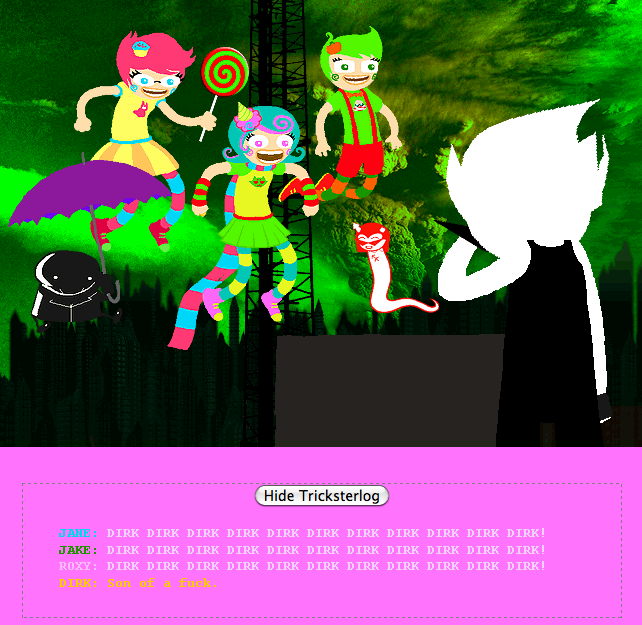 Hide Tricksterlog
JANE: DIRK DIRK DIRK DIRK DIRK DIRK DIRK DIRK DIRK DIRK DIRK!
JAKE: DIRK DIRK DIRK DIRK DIRK DIRK DIRK DIRK DIRK DIRK DIRK!
ROXY: DIRK DIRK DIRK DIRK DIRK DIRK DIRK DIRK DIRK DIRK DIRK!
DIRK: Son of a fuck.